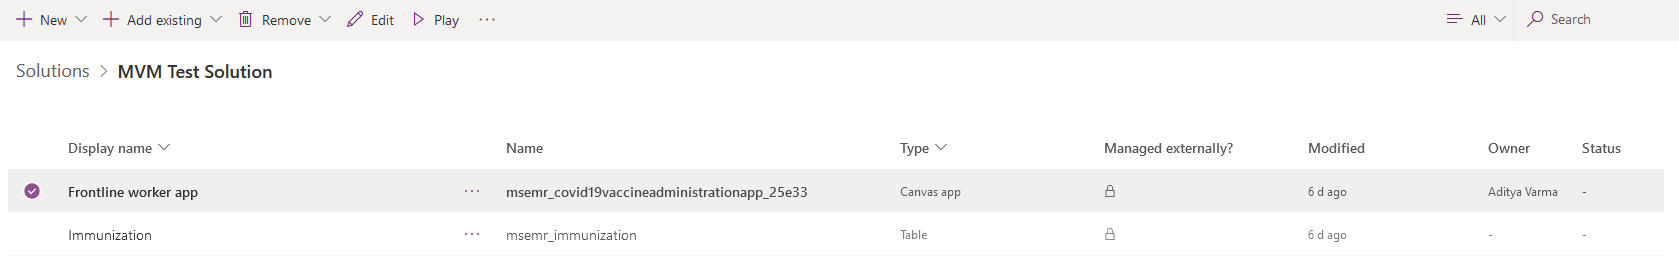 New Add existing Remove Edit Play ... All Search
Solutions > MVM Test Solution
Display name Name Type Managed externally? Modified Owner Status
Frontline worker app ... msemr_covid19vaccineadministrationapp_25e33 Canvas app 6 d ago Aditya Varma -
Immunization ... msemr_immunization Table 6 d ago - -